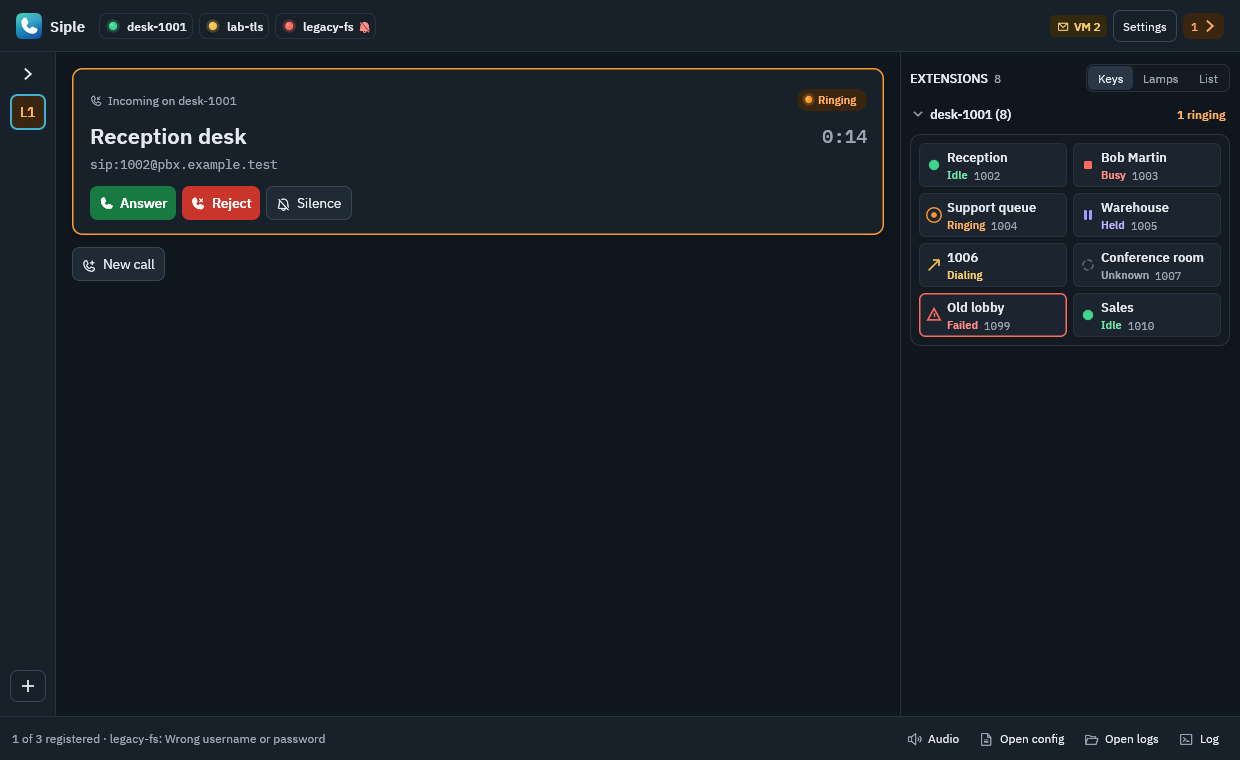 Siple
desk-1001
lab-tls
legacy-fs
VM 2
Settings
1
L1
Incoming on desk-1001
Ringing
Reception desk
0:14
sip:1002@pbx.example.test
Answer
Reject
Silence
New call
EXTENSIONS 8
Keys
Lamps
List
desk-1001 (8)
1 ringing
Reception
Idle 1002
Bob Martin
Busy 1003
Support queue
Ringing 1004
Warehouse
Held 1005
1006
Dialing
Conference room
Unknown 1007
Old lobby
Failed 1099
Sales
Idle 1010
1 of 3 registered · legacy-fs: Wrong username or password
Audio
Open config
Open logs
Log